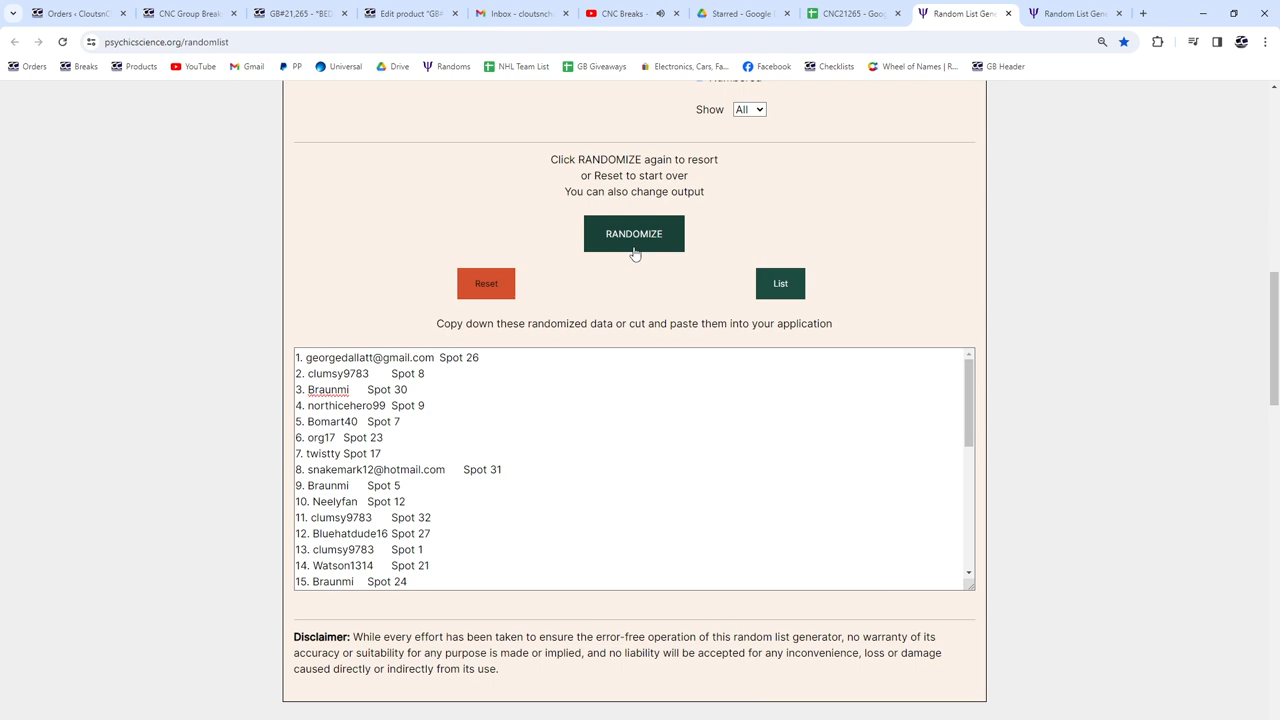 Orders ‹ CloutsnC
CNC Group Break
GB#21,265 - *BED
Edit product "GB
Inbox - cloutsnch
CNC Breaks -
Starred - Google
CNC21265 - Goog
Random List Gene
Random List Gene
psychicscience.org/randomlist
Orders
Breaks
Products
YouTube
Gmail
PP
Universal
Drive
Randoms
NHL Team List
GB Giveaways
Electronics, Cars, Fa...
Facebook
Checklists
Wheel of Names | R...
GB Header
Numbered
Show All
Click RANDOMIZE again to resort
or Reset to start over
You can also change output
RANDOMIZE
Reset
List
Copy down these randomized data or cut and paste them into your application
1. georgedallatt@gmail.com Spot 26
2. clumsy9783 Spot 8
3. Braunmi Spot 30
4. northicehero99 Spot 9
5. Bomart40 Spot 7
6. org17 Spot 23
7. twistty Spot 17
8. snakemark12@hotmail.com Spot 31
9. Braunmi Spot 5
10. Neelyfan Spot 12
11. clumsy9783 Spot 32
12. Bluehatdude16 Spot 27
13. clumsy9783 Spot 1
14. Watson1314 Spot 21
15. Braunmi Spot 24
Disclaimer: While every effort has been taken to ensure the error-free operation of this random list generator, no warranty of its
accuracy or suitability for any purpose is made or implied, and no liability will be accepted for any inconvenience, loss or damage
caused directly or indirectly from its use.